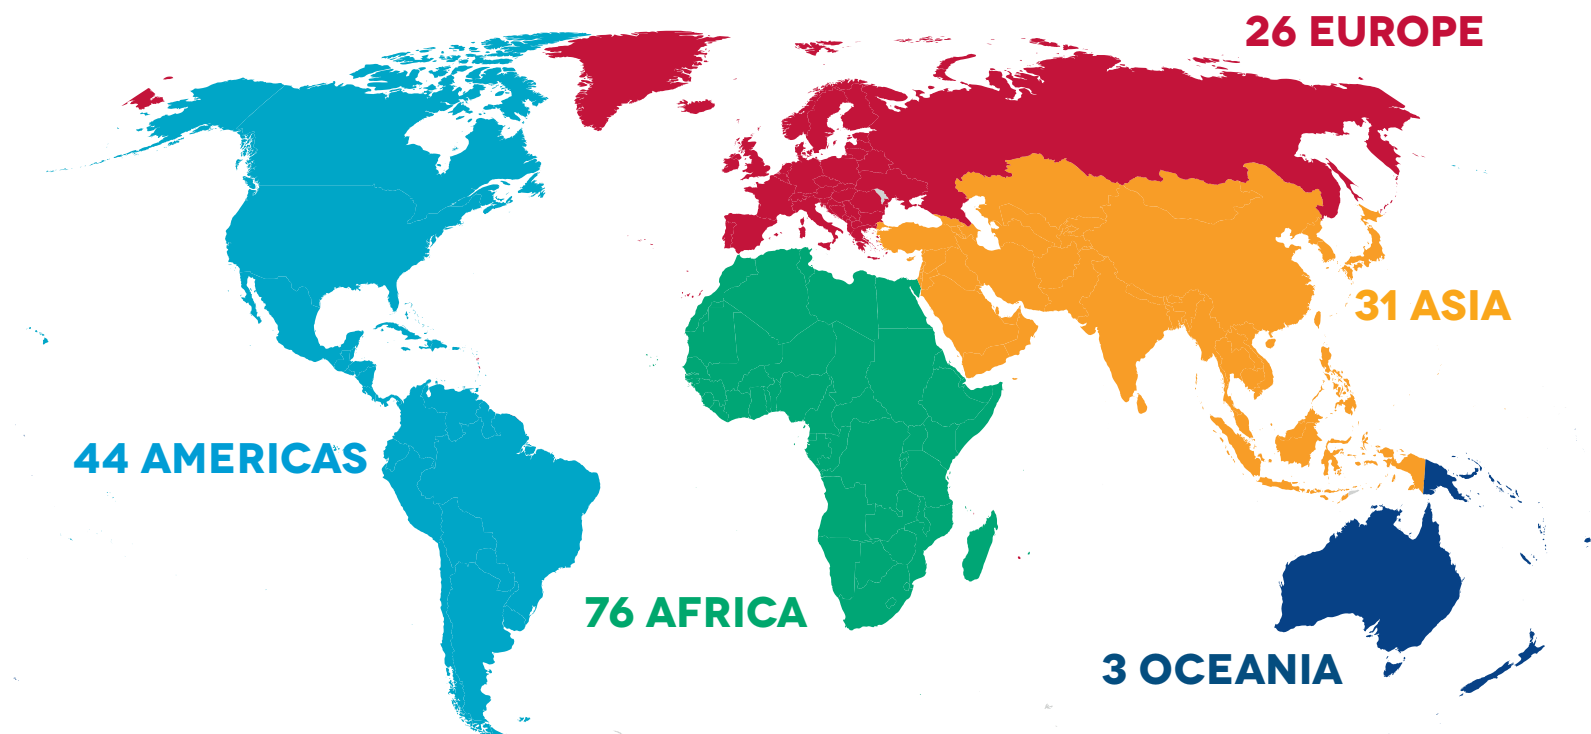 26 EUROPE
31 ASIA
44 AMERICAS
76 AFRICA
3 OCEANIA